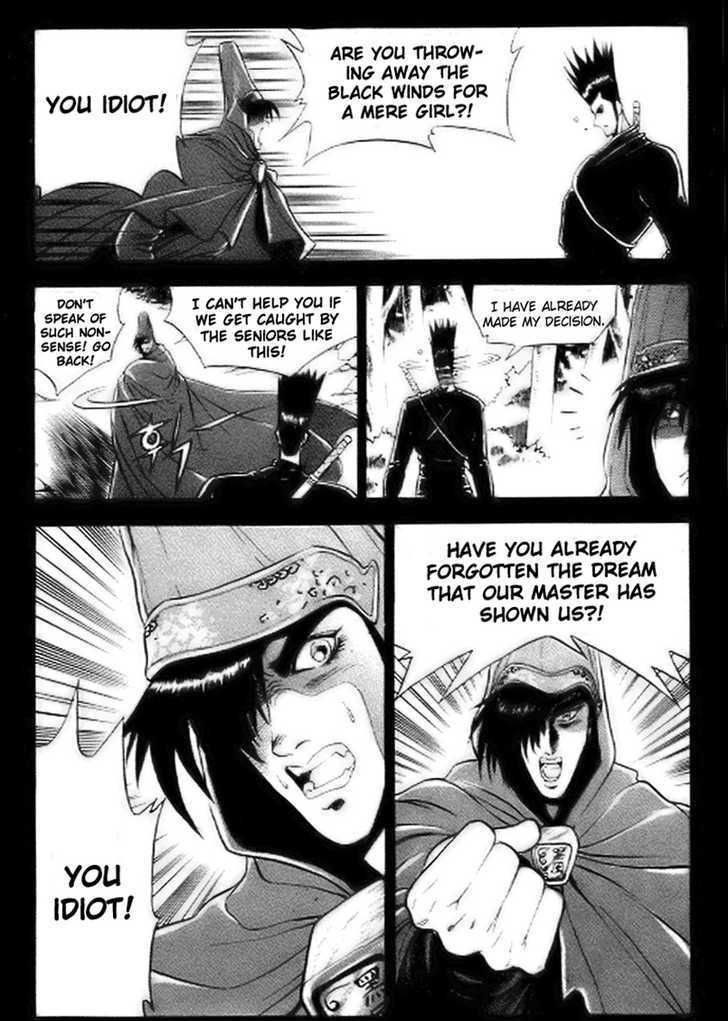 YOU IDIOT!
ARE YOU THROW-
ING AWAY THE
BLACK WINDS FOR
A MERE GIRL?!
DON'T
SPEAK OF
SUCH NON-
SENSE! GO
BACK!
I CAN'T HELP YOU IF
WE GET CAUGHT BY
THE SENIORS LIKE
THIS!
I HAVE ALREADY
MADE MY DECISION.
YOU
IDIOT!
HAVE YOU ALREADY
FORGOTTEN THE DREAM
THAT OUR MASTER HAS
SHOWN US?!